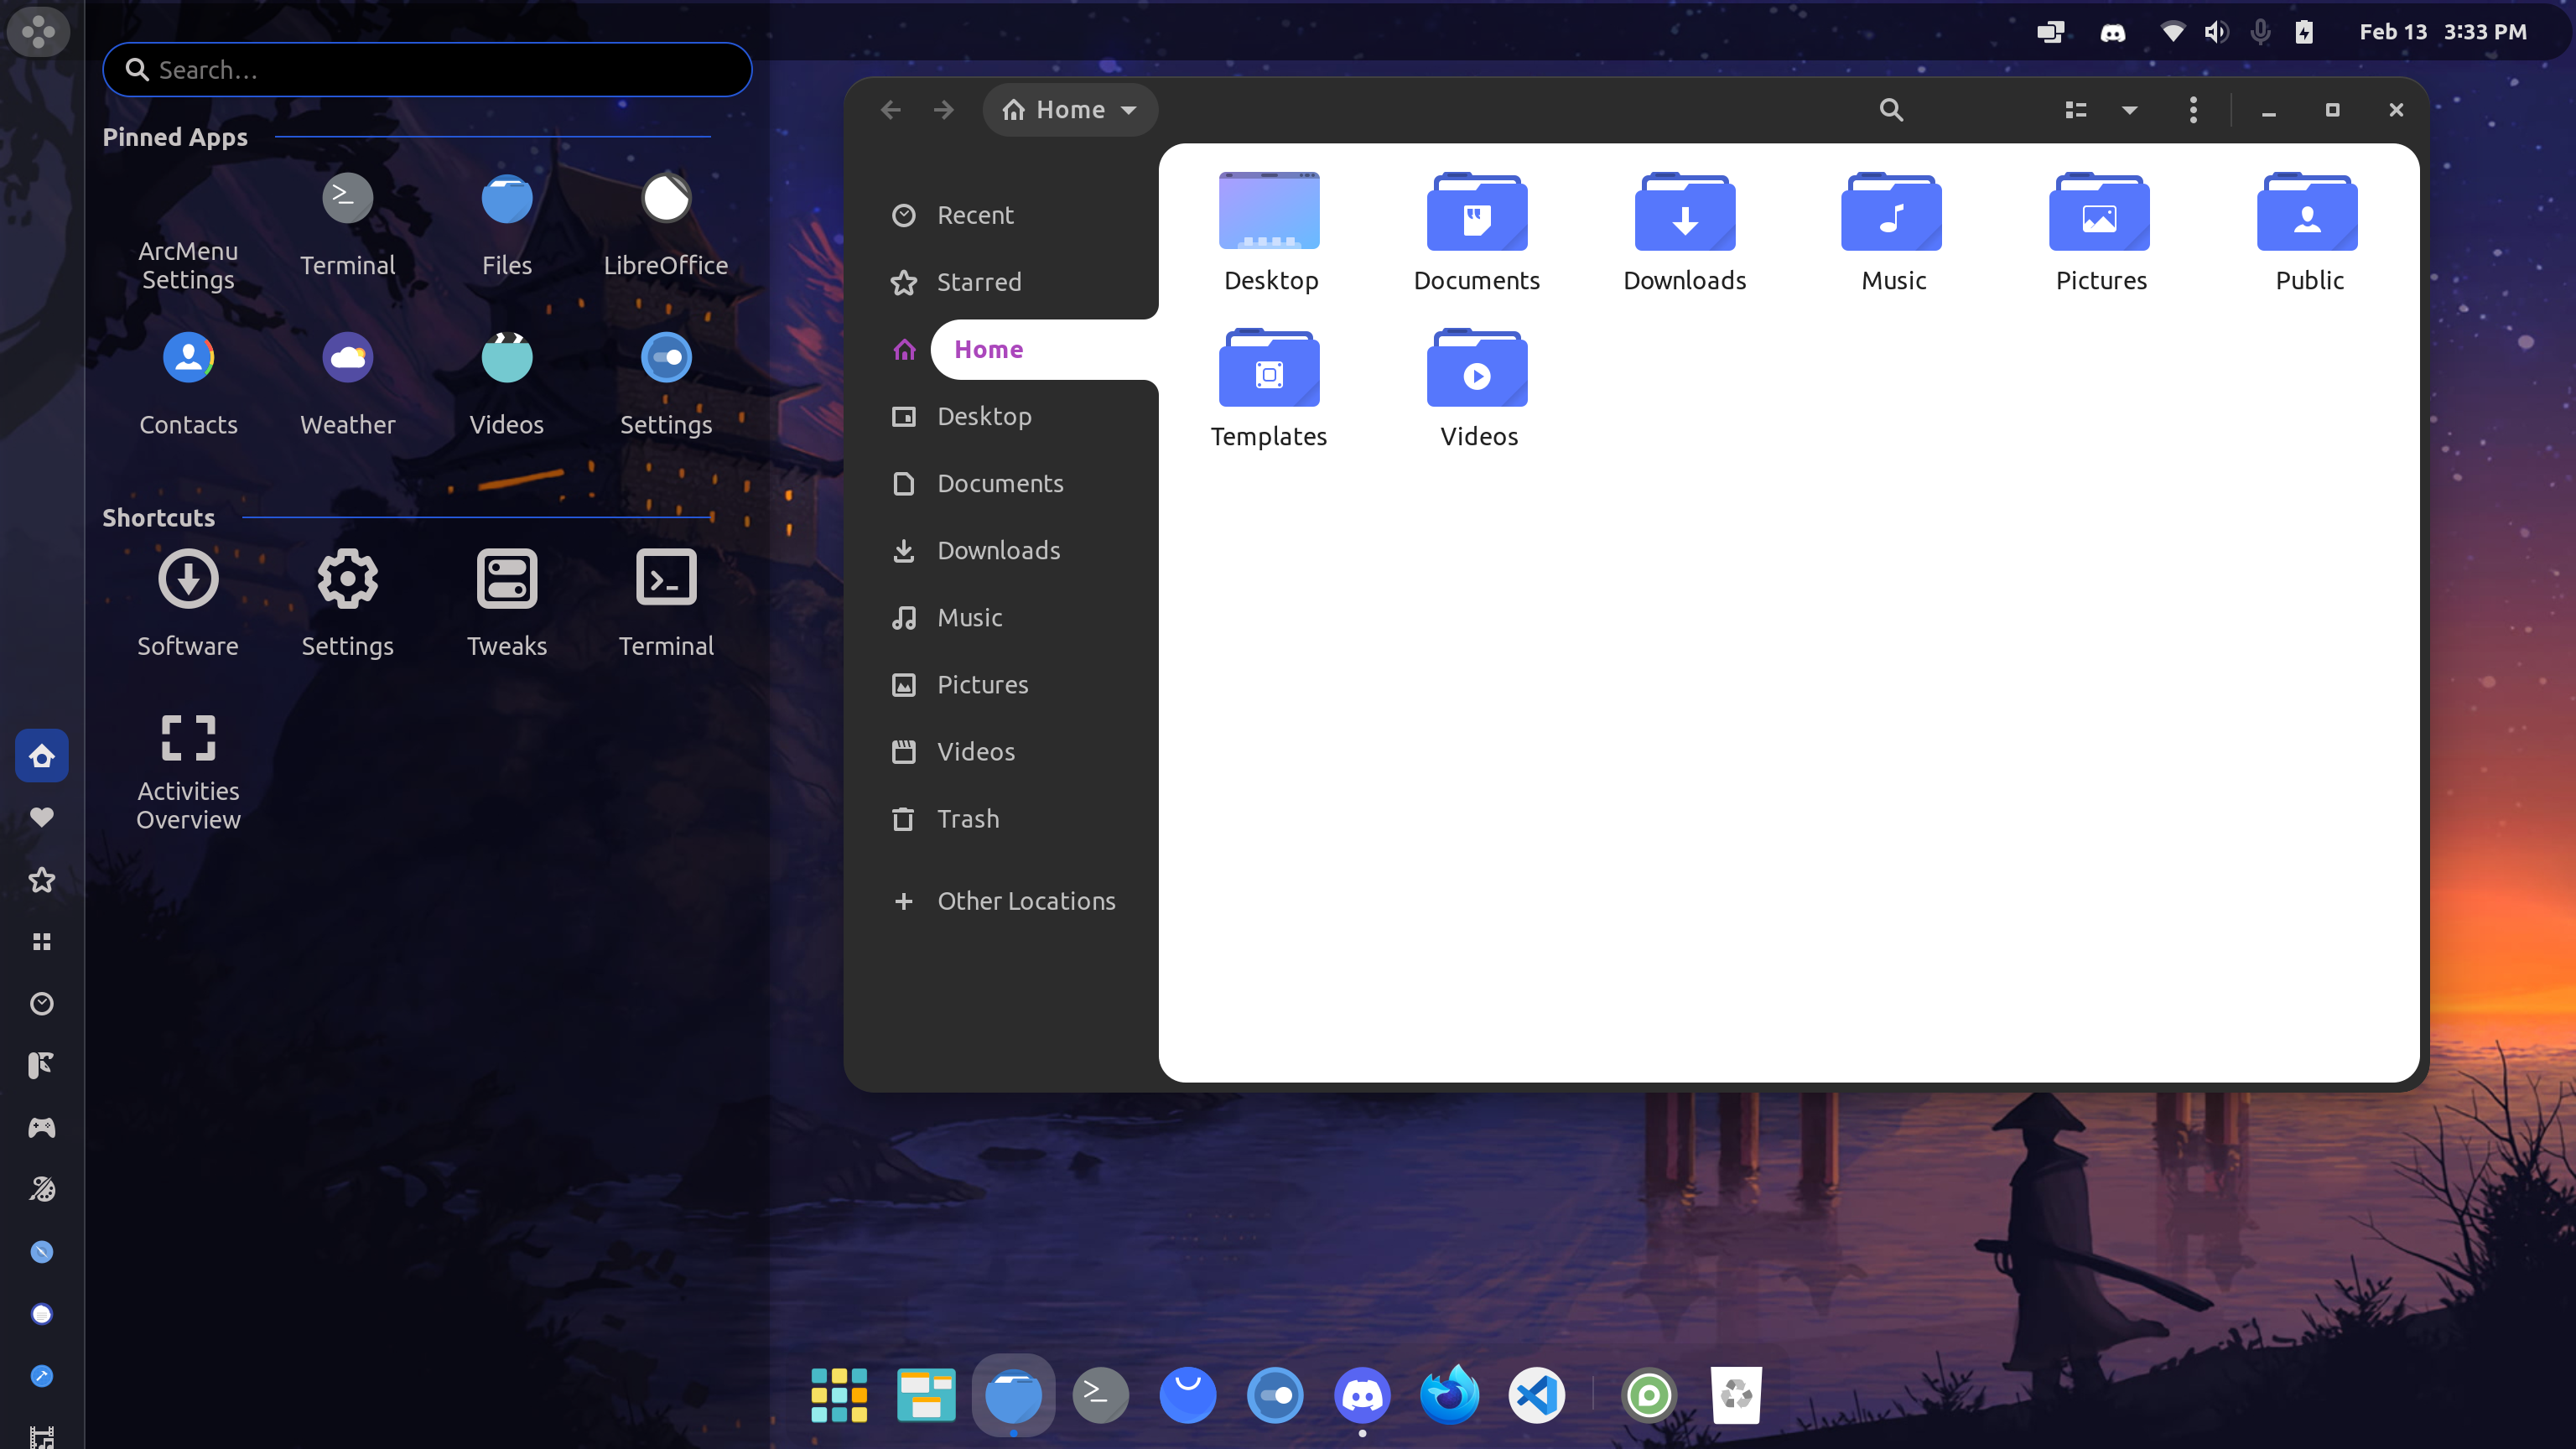 Feb 13 3:33 PM
Search...
Pinned Apps
ArcMenu
Settings
Terminal
Files
LibreOffice
Contacts
Weather
Videos
Settings
Shortcuts
Software
Settings
Tweaks
Terminal
Activities
Overview
Home
Recent
Starred
Home
Desktop
Documents
Downloads
Music
Pictures
Videos
Trash
Other Locations
Desktop
Documents
Downloads
Music
Pictures
Public
Templates
Videos